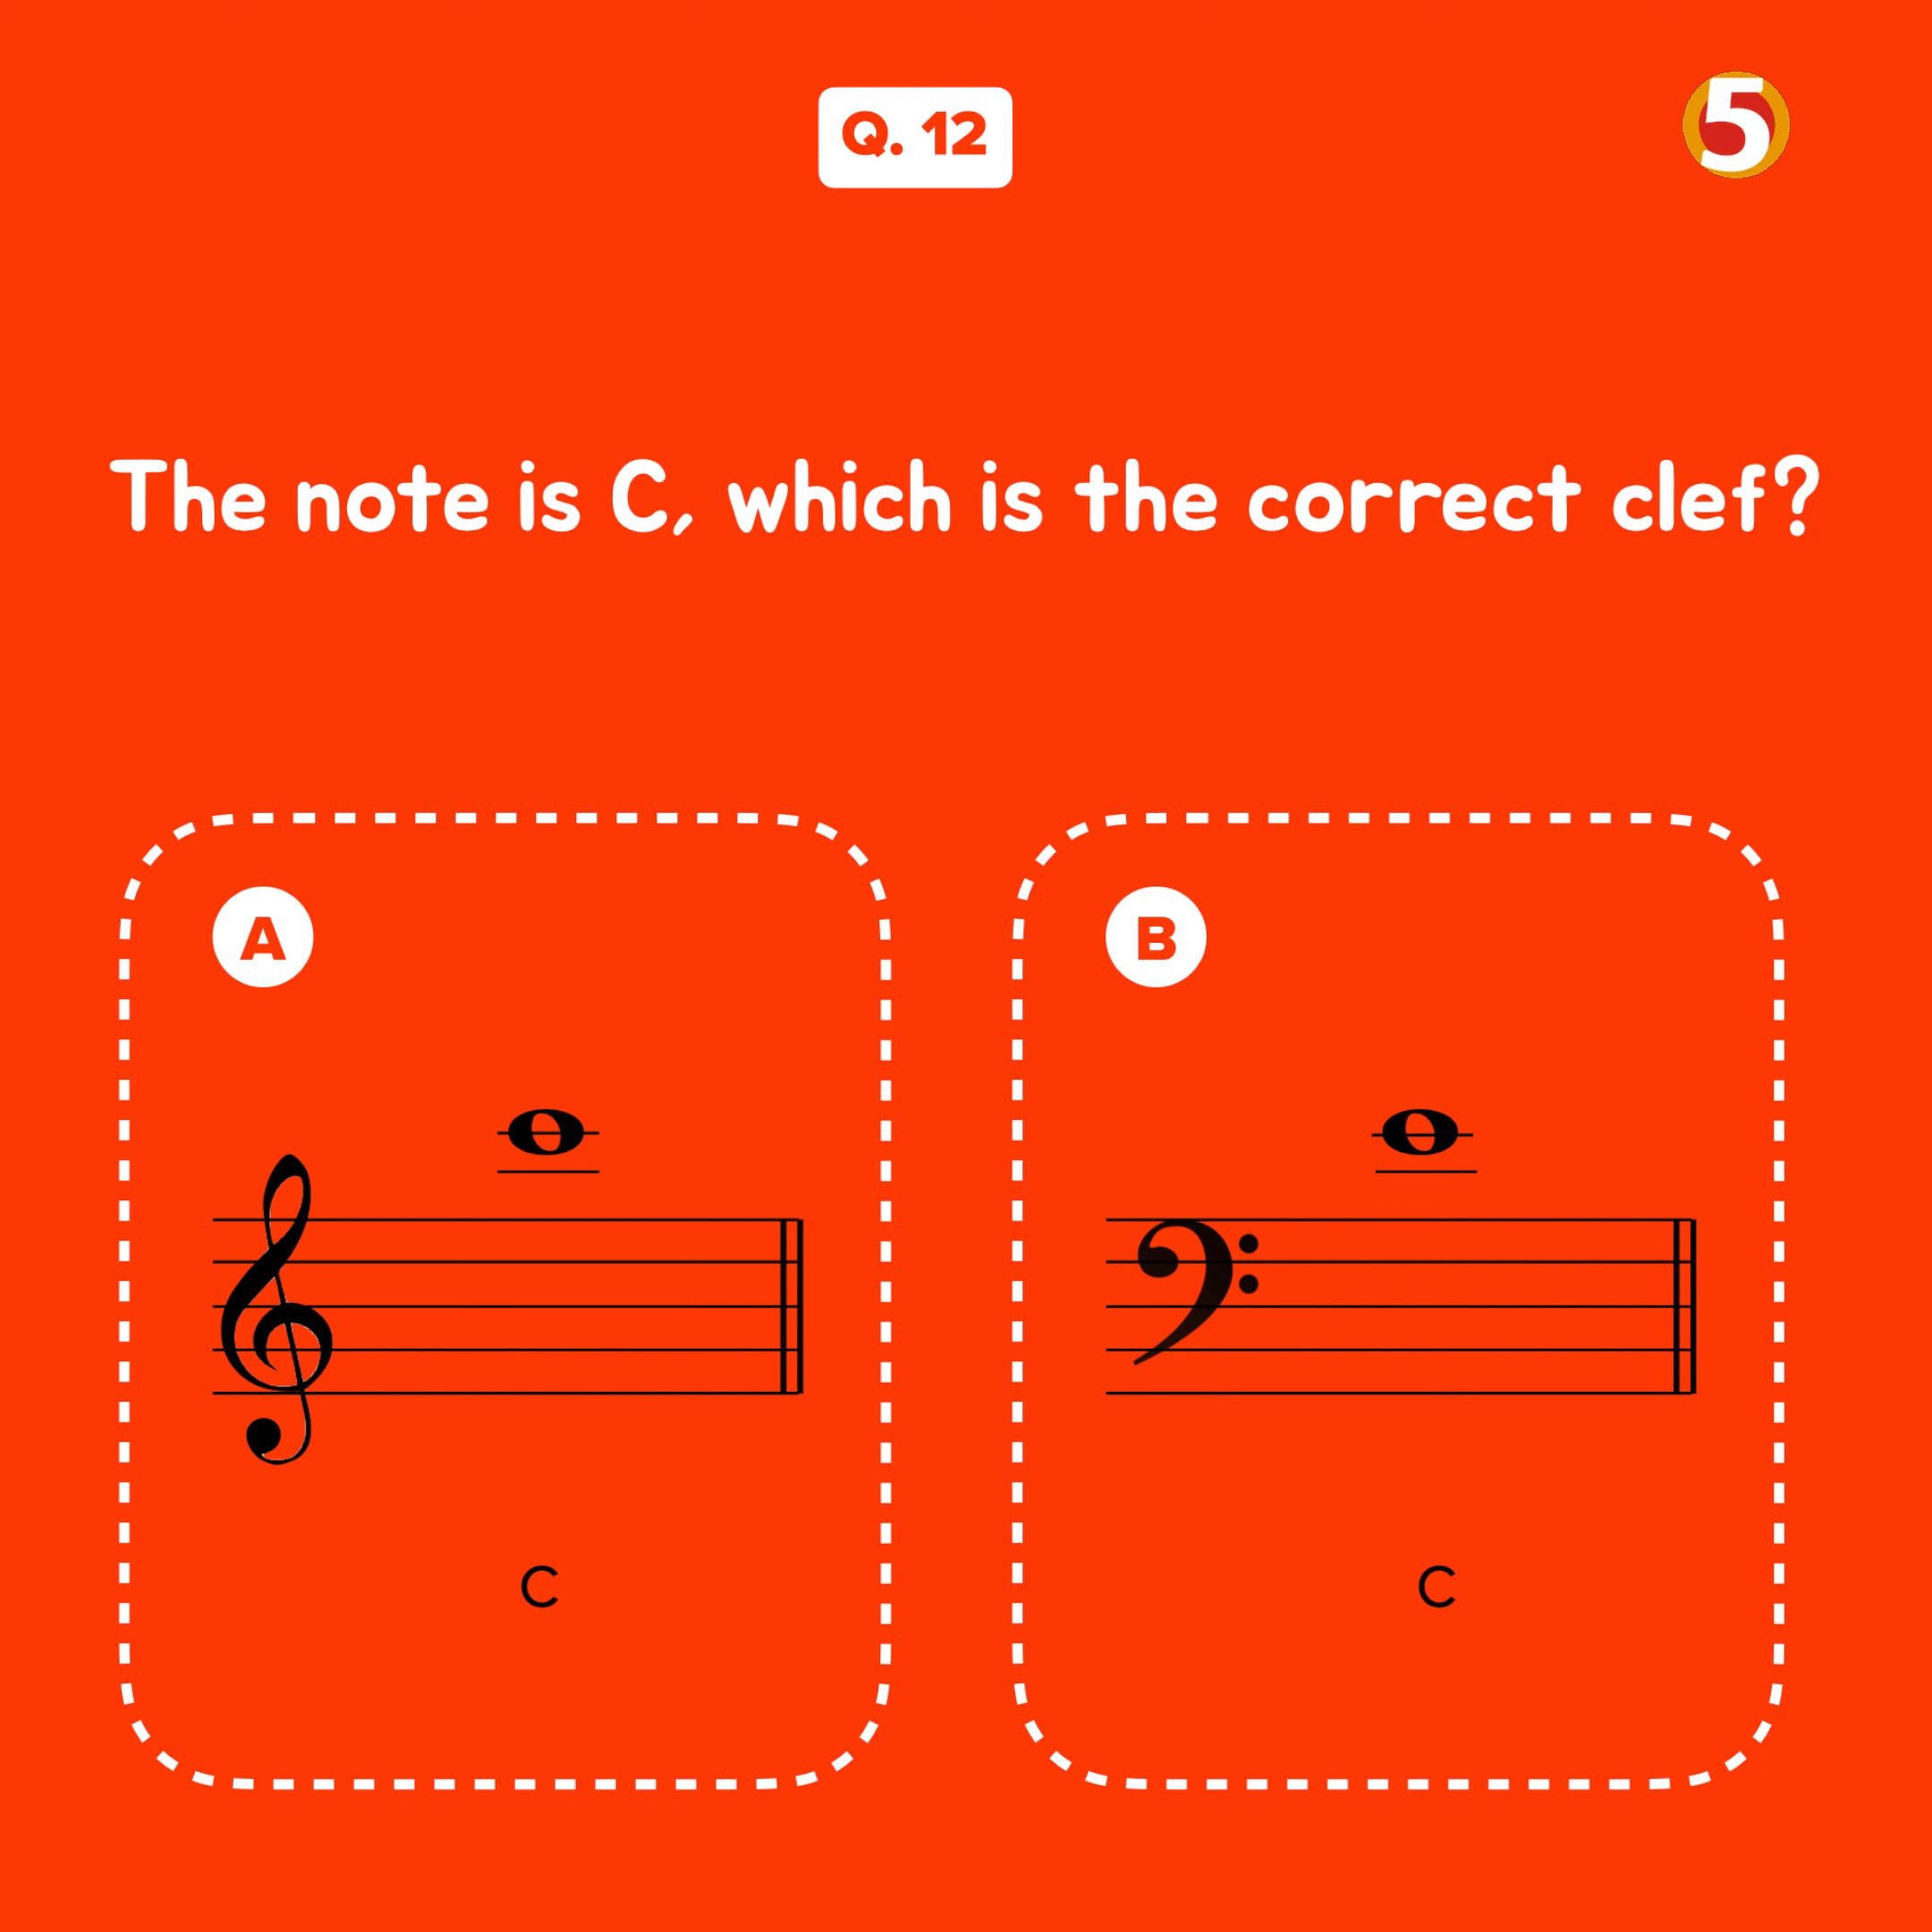 Q. 12
5
The note is C, which is the correct clef?
A
B
C
C